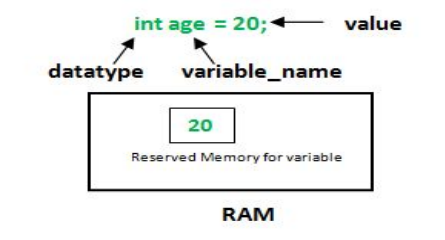 int age = 20; value
datatype variable_name
20
Reserved Memory for variable
RAM